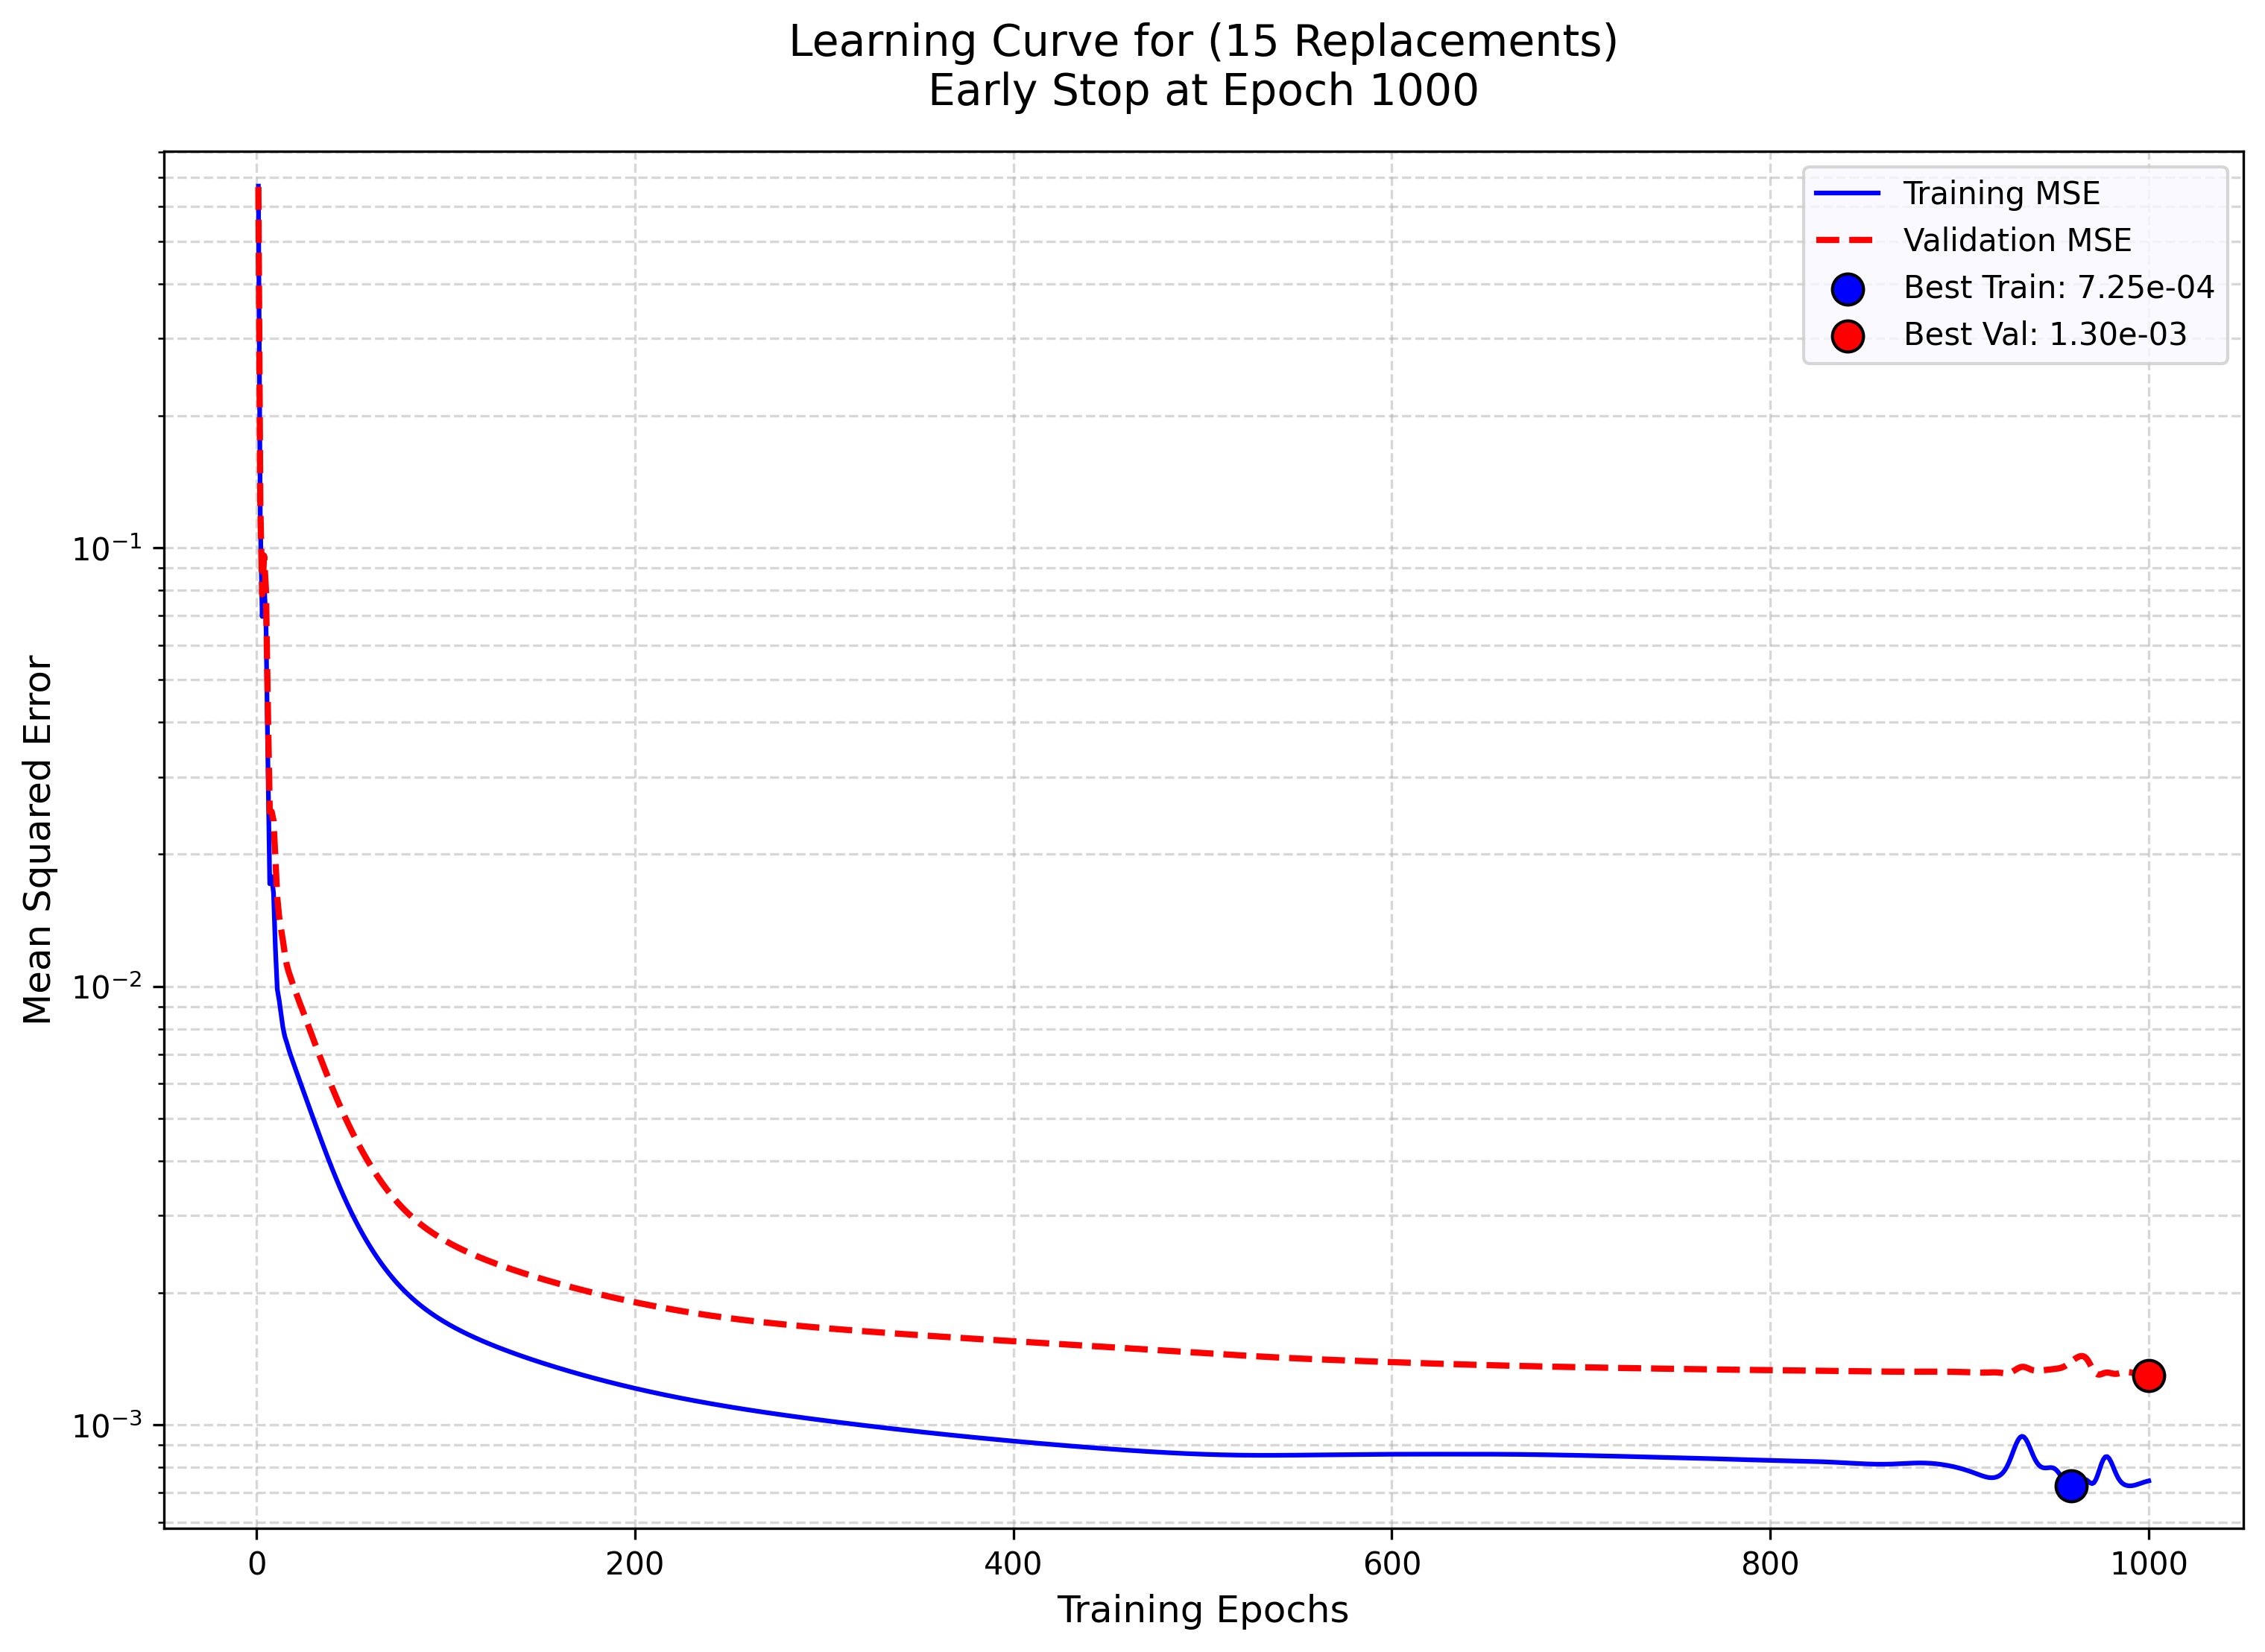 Learning Curve for (15 Replacements)
Early Stop at Epoch 1000
Training MSE
Validation MSE
Best Train: 7.25e-04
Best Val: 1.30e-03
Mean Squared Error
10⁻¹
10⁻²
10⁻³
0 200 400 600 800 1000
Training Epochs